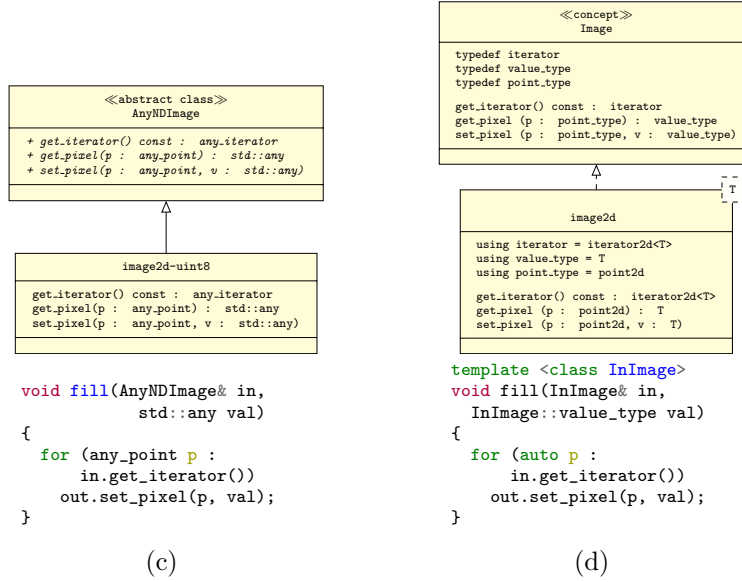 ≪abstract class≫
AnyNDImage
+ get_iterator() const : any_iterator
+ get_pixel(p : any_point) : std::any
+ set_pixel(p : any_point, v : std::any)
image2d-uint8
get_iterator() const : any_iterator
get_pixel(p : any_point) : std::any
set_pixel(p : any_point, v : std::any)
void fill(AnyNDImage& in,
std::any val)
{
for (any_point p :
in.get_iterator())
out.set_pixel(p, val);
}
(c)
≪concept≫
Image
typedef iterator
typedef value_type
typedef point_type
get_iterator() const : iterator
get_pixel (p : point_type) : value_type
set_pixel (p : point_type, v : value_type)
T
image2d
using iterator = iterator2d<T>
using value_type = T
using point_type = point2d
get_iterator() const : iterator2d<T>
get_pixel (p : point2d) : T
set_pixel (p : point2d, v : T)
template <class InImage>
void fill(InImage& in,
InImage::value_type val)
{
for (auto p :
in.get_iterator())
out.set_pixel(p, val);
}
(d)